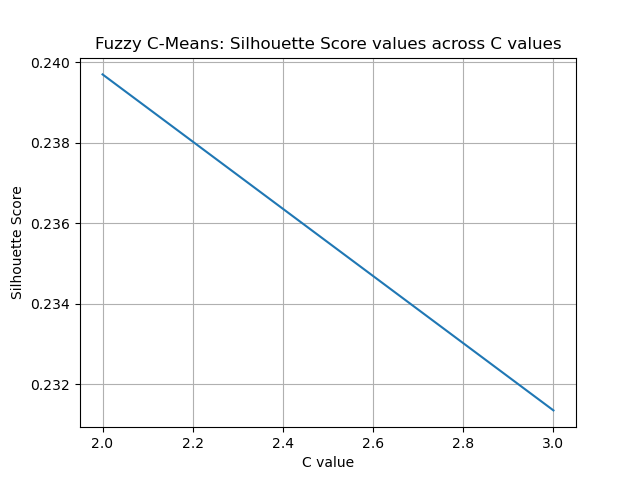 Fuzzy C-Means: Silhouette Score values across C values
0.240
0.238
0.236
0.234
0.232
Silhouette Score
2.0 2.2 2.4 2.6 2.8 3.0
C value